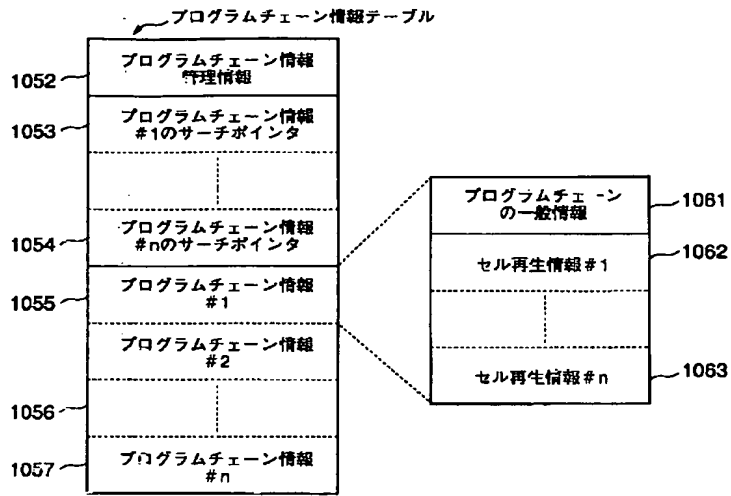 プログラムチェーン情報テーブル
1052
プログラムチェーン情報
管理情報
1053
プログラムチェーン情報
#1のサーチポインタ
1054
プログラムチェーン情報
#nのサーチポインタ
1055
プログラムチェーン情報
#1
プログラムチェーン情報
#2
1056
1057
プログラムチェーン情報
#n
プログラムチェーン
の一般情報
1061
セル再生情報#1
1062
セル再生情報#n
1063